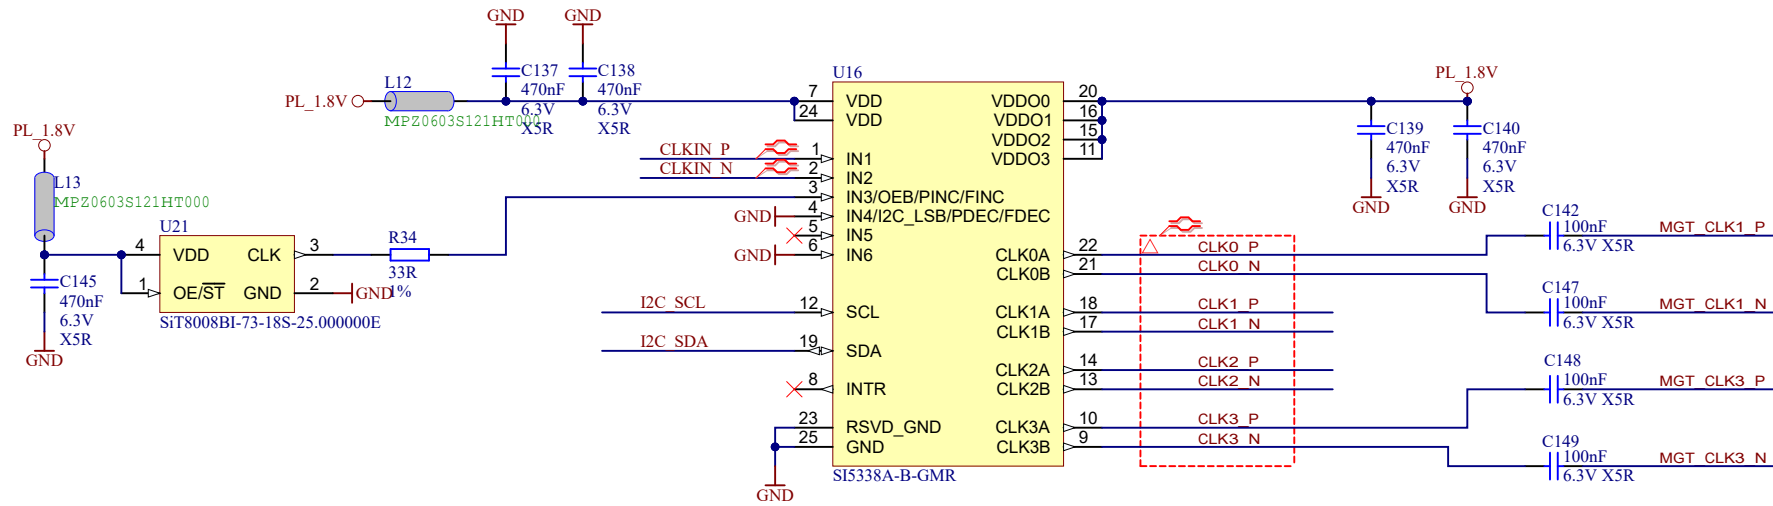 GND
GND
C137
470nF
6.3V
X5R
C138
470nF
6.3V
X5R
L12
PL_1.8V
MPZ0603S121HT000
U16
7
VDD
24
VDD
CLKIN_P
1
IN1
CLKIN_N
2
IN2
3
IN3/OEB/PINC/FINC
GND
4
IN4/I2C_LSB/PDEC/FDEC
5
IN5
GND
6
IN6
I2C_SCL
12
SCL
I2C_SDA
19
SDA
8
INTR
23
RSVD_GND
25
GND
GND
SI5338A-B-GMR
VDDO0
20
VDDO1
16
VDDO2
15
VDDO3
11
CLK0A
22
CLK0_P
CLK0B
21
CLK0_N
CLK1A
18
CLK1_P
CLK1B
17
CLK1_N
CLK2A
14
CLK2_P
CLK2B
13
CLK2_N
CLK3A
10
CLK3_P
CLK3B
9
CLK3_N
PL_1.8V
C139
470nF
6.3V
X5R
GND
C140
470nF
6.3V
X5R
GND
C142
100nF
6.3V X5R
MGT_CLK1_P
C147
100nF
6.3V X5R
MGT_CLK1_N
C148
100nF
6.3V X5R
MGT_CLK3_P
C149
100nF
6.3V X5R
MGT_CLK3_N
PL_1.8V
L13
MPZ0603S121HT000
U21
4
VDD
CLK
3
1
OE/ST
GND
2
GND
SiT8008BI-73-18S-25.000000E
R34
33R
1%
C145
470nF
6.3V
X5R
GND